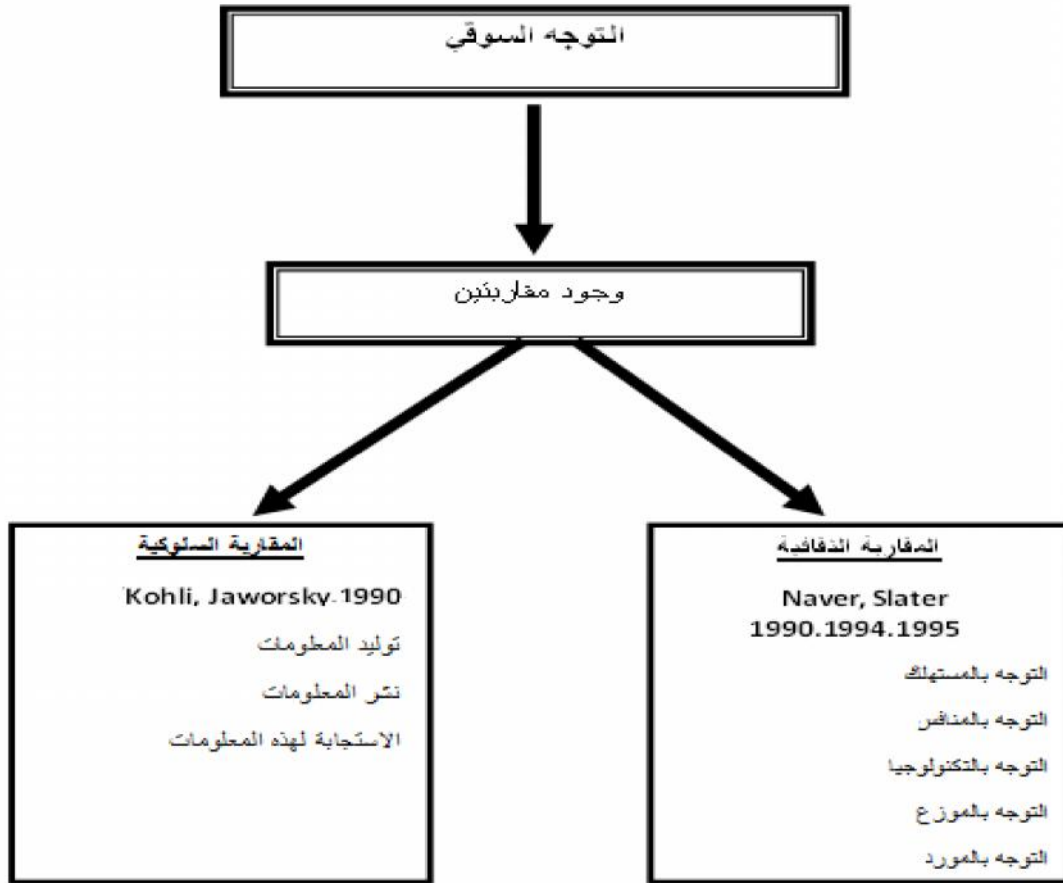 التوجه السوقي
وجود مقاربتين
المقاربة الثقافية
Naver, Slater
1990.1994.1995
التوجه بالمستهلك
التوجه بالمنافس
التوجه بالتكنولوجيا
التوجه بالموزع
التوجه بالمورد
المقاربة السلوكية
Kohli, Jaworsky.1990
توليد المعلومات
نشر المعلومات
الاستجابة لهذه المعلومات